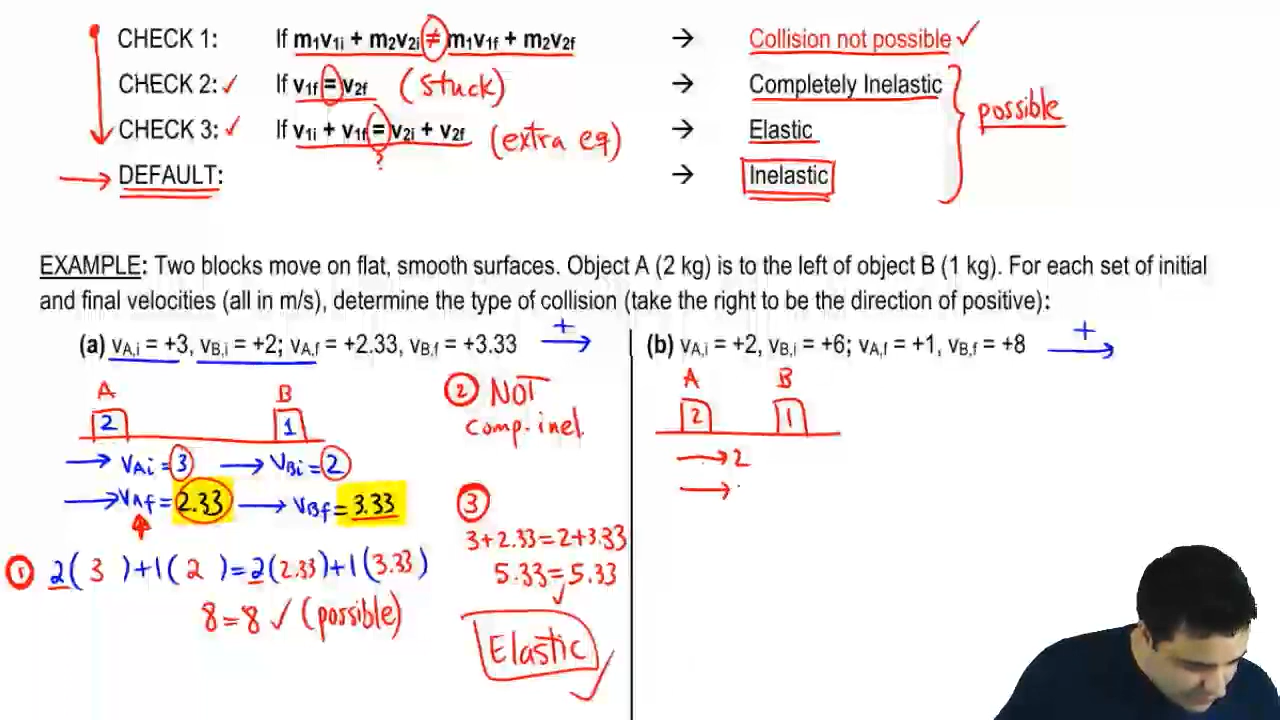 CHECK 1: If m₁v₁ᵢ + m₂v₂ᵢ ≠ m₁v₁f + m₂v₂f → Collision not possible ✓
CHECK 2: ✓ If v₁f = v₂f (stuck) → Completely Inelastic
possible
CHECK 3: ✓ If v₁ᵢ + v₁f = v₂ᵢ + v₂f (extra eq) → Elastic
?
→ DEFAULT: → Inelastic
EXAMPLE: Two blocks move on flat, smooth surfaces. Object A (2 kg) is to the left of object B (1 kg). For each set of initial
and final velocities (all in m/s), determine the type of collision (take the right to be the direction of positive):
(a) vA,i = +3, vB,i = +2; vA,f = +2.33, vB,f = +3.33 + →
A B
2 1
→ vAi = 3 → vBi = 2
→ vAf = 2.33 → vBf = 3.33
① 2(3)+1(2)=2(2.33)+1(3.33)
8=8 ✓ (possible)
② NOT
comp. inel.
③
3+2.33=2+3.33
5.33=5.33
✓
Elastic ✓
(b) vA,i = +2, vB,i = +6; vA,f = +1, vB,f = +8 + →
A B
2 1
→ 2
→